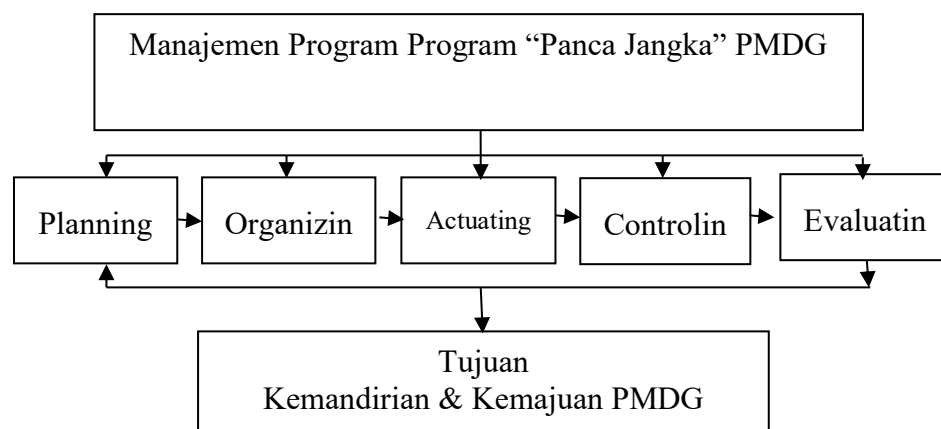 Manajemen Program Program “Panca Jangka” PMDG
Planning
Organizin
Actuating
Controlin
Evaluatin
Tujuan
Kemandirian & Kemajuan PMDG